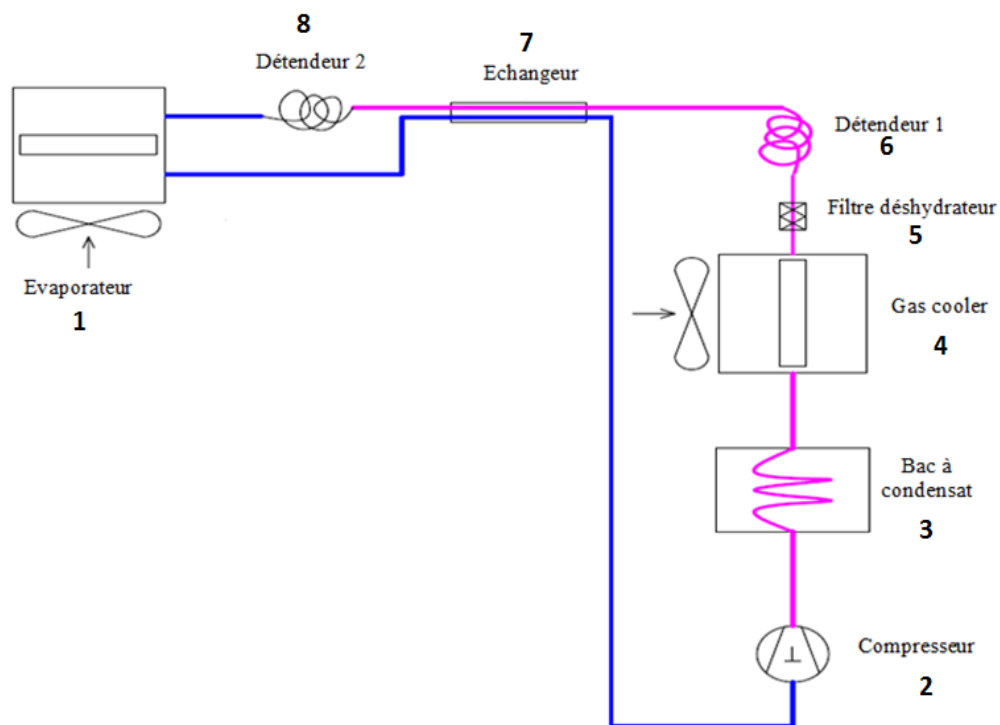 8
Détendeur 2
7
Echangeur
Détendeur 1
6
Filtre déshydrateur
5
Evaporateur
1
Gas cooler
4
Bac à
condensat
3
Compresseur
2